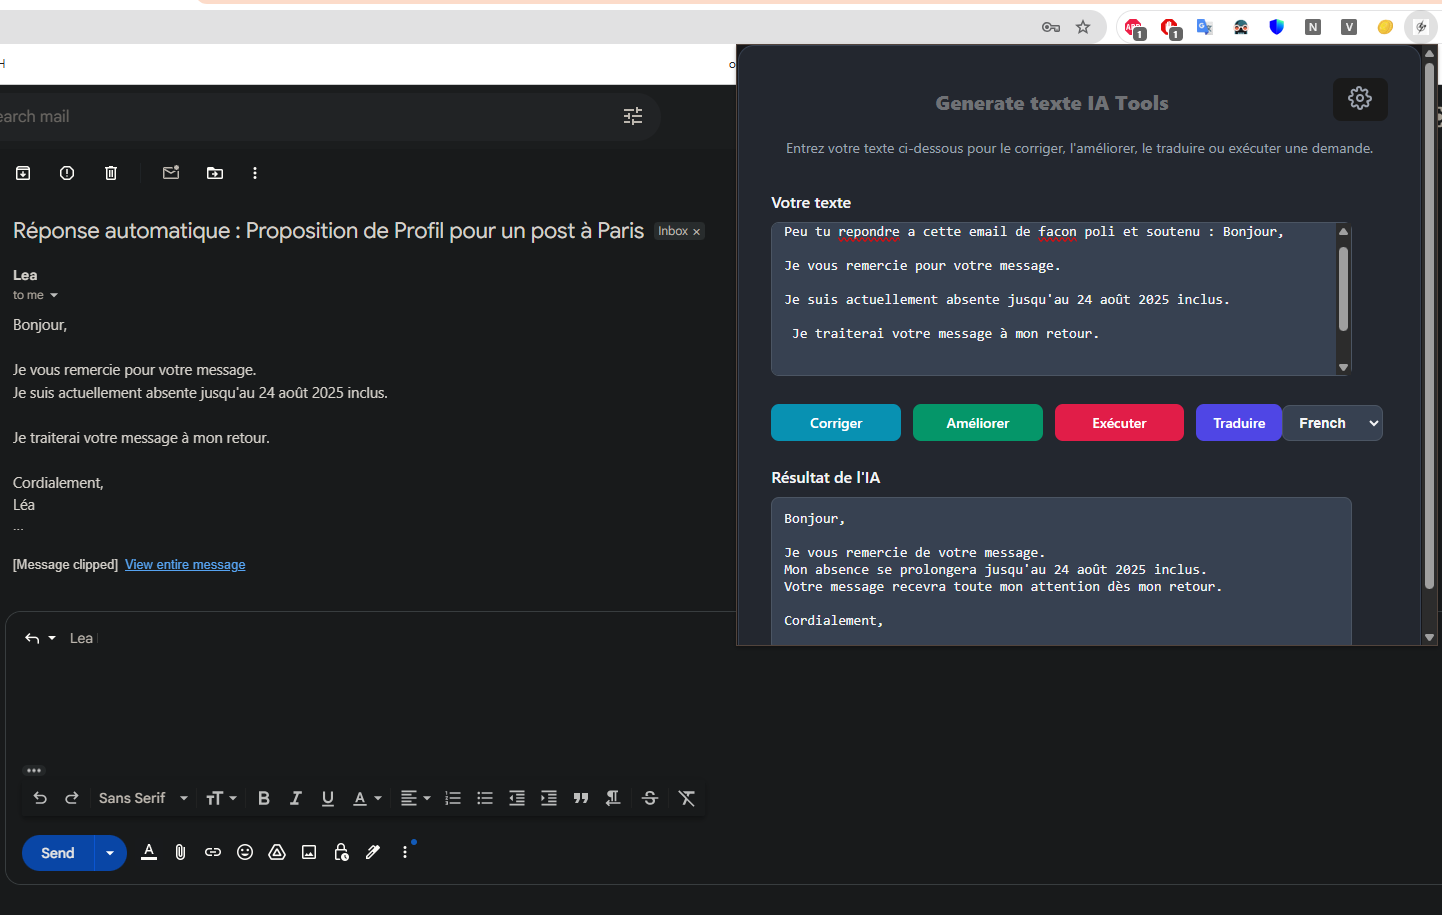 1
1
N
V
earch mail
Réponse automatique : Proposition de Profil pour un post à Paris
Inbox ×
Lea
to me
Bonjour,
Je vous remercie pour votre message.
Je suis actuellement absente jusqu'au 24 août 2025 inclus.
Je traiterai votre message à mon retour.
Cordialement,
Léa
...
[Message clipped] View entire message
Lea
Sans Serif
Send
Generate texte IA Tools
Entrez votre texte ci-dessous pour le corriger, l'améliorer, le traduire ou exécuter une demande.
Votre texte
Peu tu repondre a cette email de facon poli et soutenu : Bonjour,
Je vous remercie pour votre message.
Je suis actuellement absente jusqu'au 24 août 2025 inclus.
Je traiterai votre message à mon retour.
Corriger
Améliorer
Exécuter
Traduire
French
Résultat de l'IA
Bonjour,
Je vous remercie de votre message.
Mon absence se prolongera jusqu'au 24 août 2025 inclus.
Votre message recevra toute mon attention dès mon retour.
Cordialement,